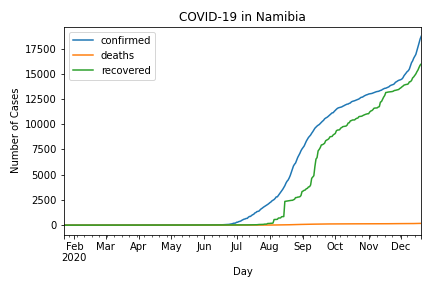 COVID-19 in Namibia
confirmed
deaths
recovered
17500
15000
12500
10000
7500
5000
2500
0
Number of Cases
Feb Mar Apr May Jun Jul Aug Sep Oct Nov Dec
2020
Day